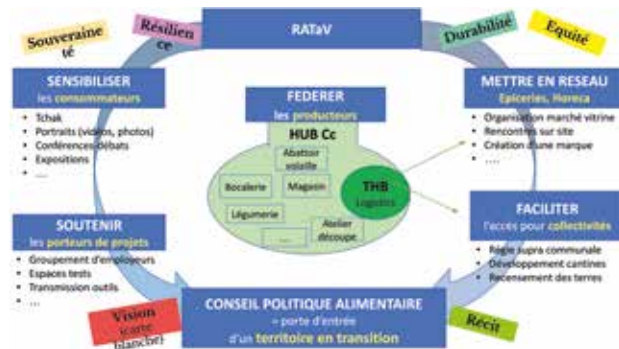 Souveraine
té
Résilien
ce
RATaV
Durabilité
Equité
SENSIBILISER
les consommateurs
• Tchak
• Portraits (vidéos, photos)
• Conférences débats
• Expositions
• ....
FEDERER
les producteurs
HUB Cc
Abattoir
volaille
Bocalerie
Magasin
Légumerie
....
Atelier
découpe
THB
Logistics
METTRE EN RESEAU
Epiceries, Horeca
• Organisation marché vitrine
• Rencontres sur site
• Création d'une marque
• ....
SOUTENIR
les porteurs de projets
• Groupement d'employeurs
• Espaces tests
• Transmission outils
• ...
FACILITER
l'accès pour collectivités
• Régie supra communale
• Développement cantines
• Recensement des terres
Vision
(carte
blanche)
CONSEIL POLITIQUE ALIMENTAIRE
= porte d'entrée
d'un territoire en transition
Récit